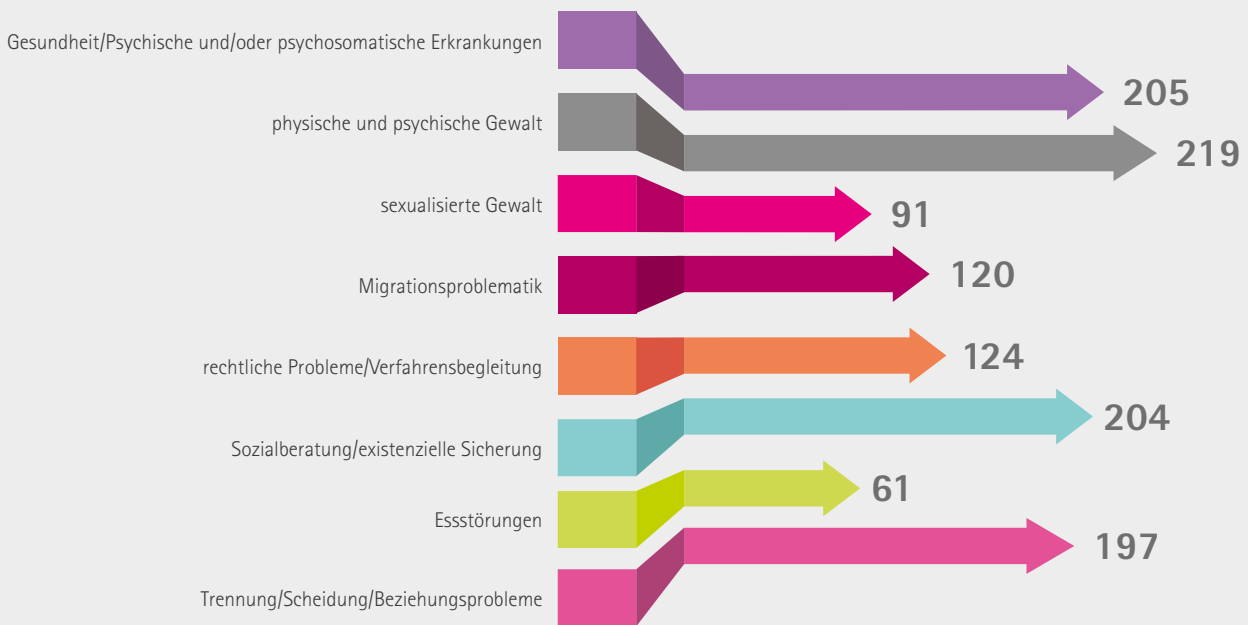 Gesundheit/Psychische und/oder psychosomatische Erkrankungen
205
physische und psychische Gewalt
219
sexualisierte Gewalt
91
Migrationsproblematik
120
rechtliche Probleme/Verfahrensbegleitung
124
Sozialberatung/existenzielle Sicherung
204
Essstörungen
61
Trennung/Scheidung/Beziehungsprobleme
197